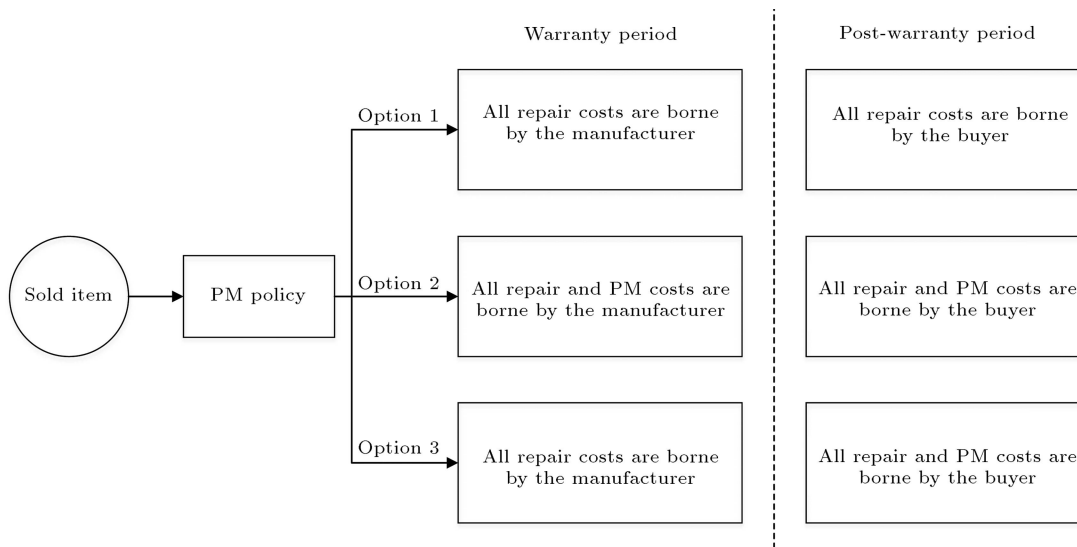 Warranty period
Post-warranty period
Option 1
All repair costs are borne
by the manufacturer
All repair costs are borne
by the buyer
Sold item
PM policy
Option 2
All repair and PM costs are
borne by the manufacturer
All repair and PM costs are
borne by the buyer
Option 3
All repair costs are borne
by the manufacturer
All repair and PM costs are
borne by the buyer